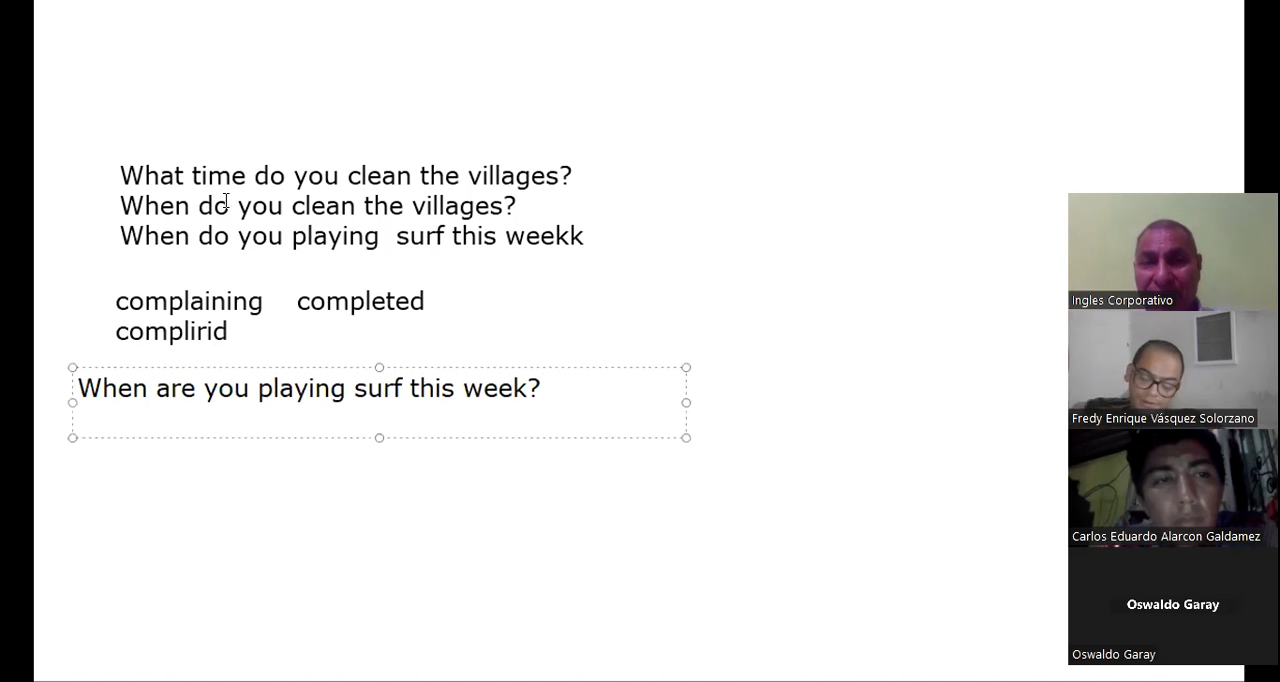 What time do you clean the villages?
When do you clean the villages?
When do you playing surf this weekk
complaining completed
complirid
When are you playing surf this week?
Ingles Corporativo
Fredy Enrique Vásquez Solorzano
Carlos Eduardo Alarcon Galdamez
Oswaldo Garay
Oswaldo Garay